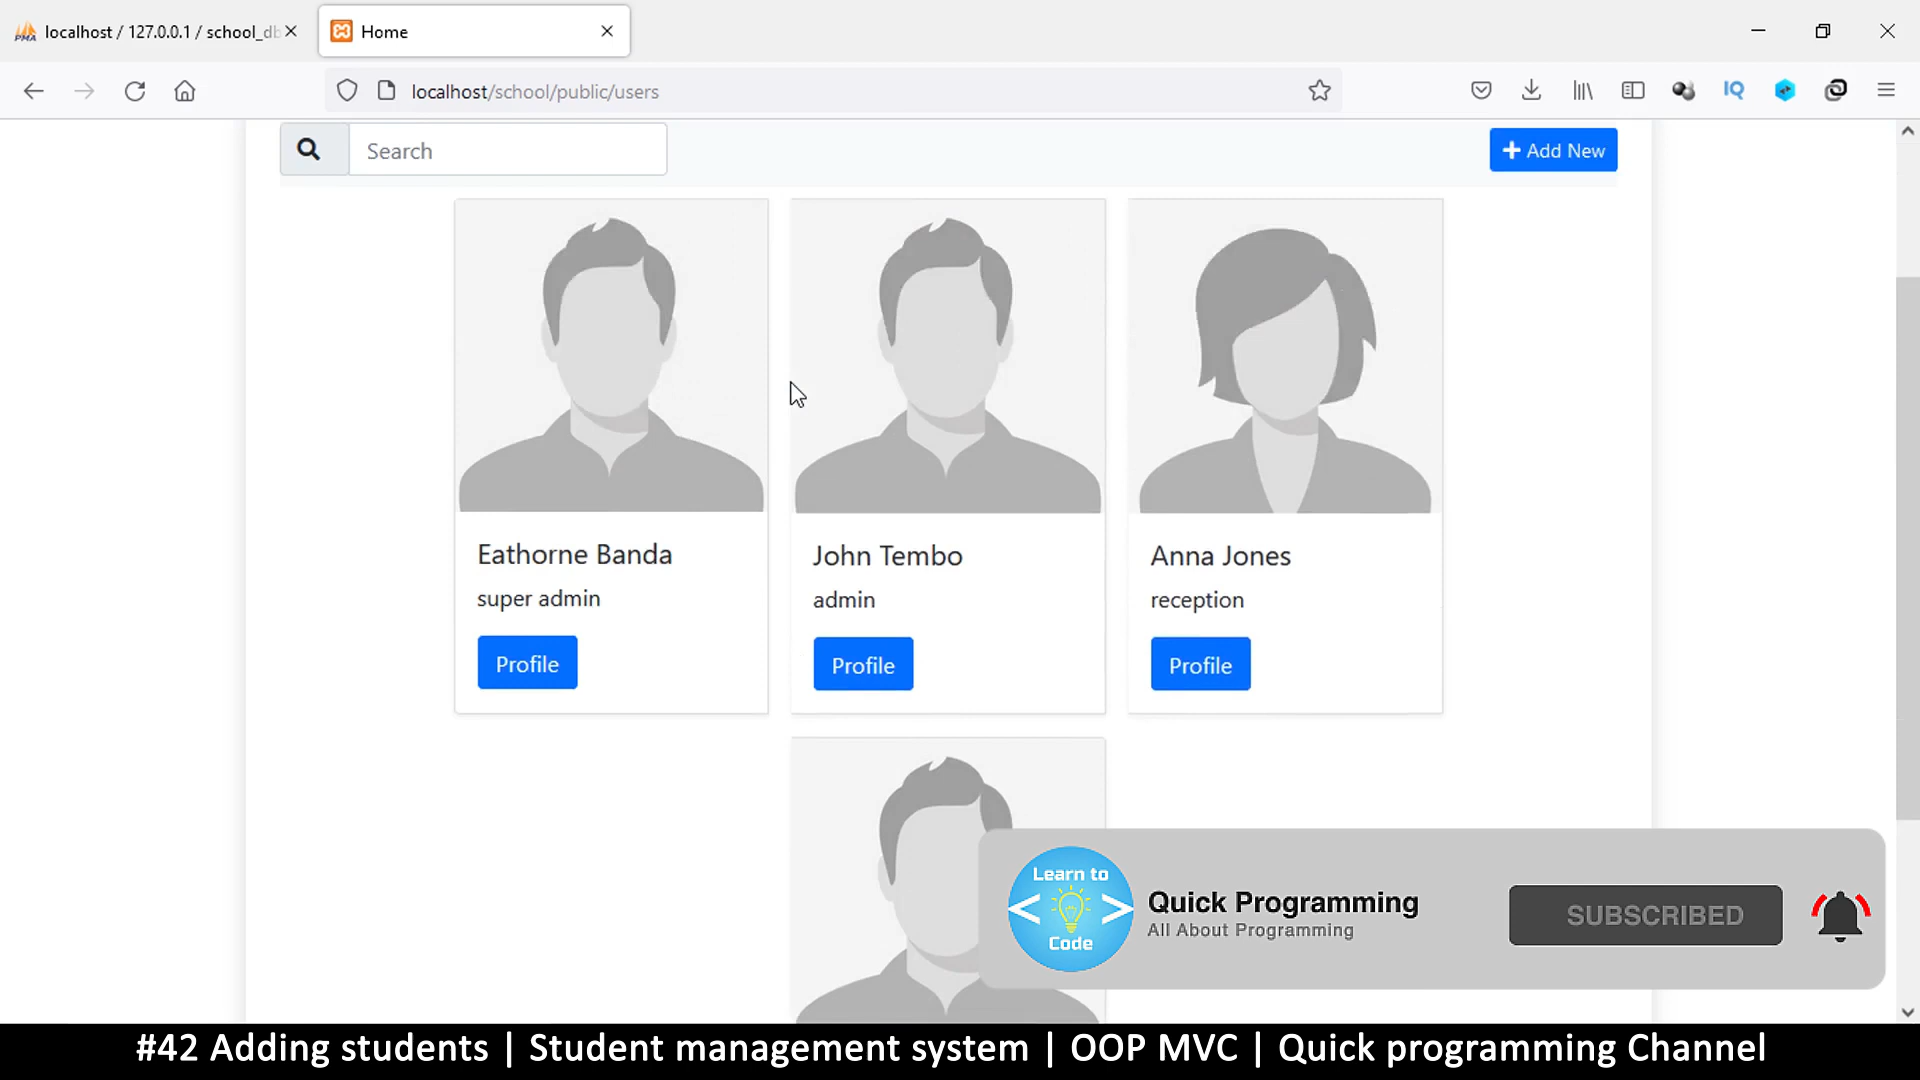 localhost / 127.0.0.1 / school_db
Home
localhost/school/public/users
IQ
Search
Add New
Eathorne Banda
super admin
Profile
John Tembo
admin
Profile
Anna Jones
reception
Profile
Learn to
Code
Quick Programming
All About Programming
SUBSCRIBED
#42 Adding students | Student management system | OOP MVC | Quick programming Channel